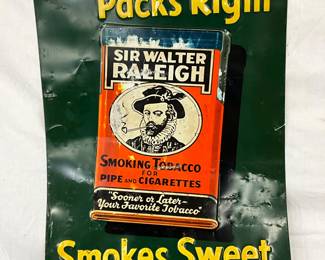 Packs Right
SIR WALTER
RALEIGH
SMOKING TOBACCO
FOR
PIPE AND CIGARETTES
"Sooner or Later-
Your Favorite Tobacco"
Smokes Sweet